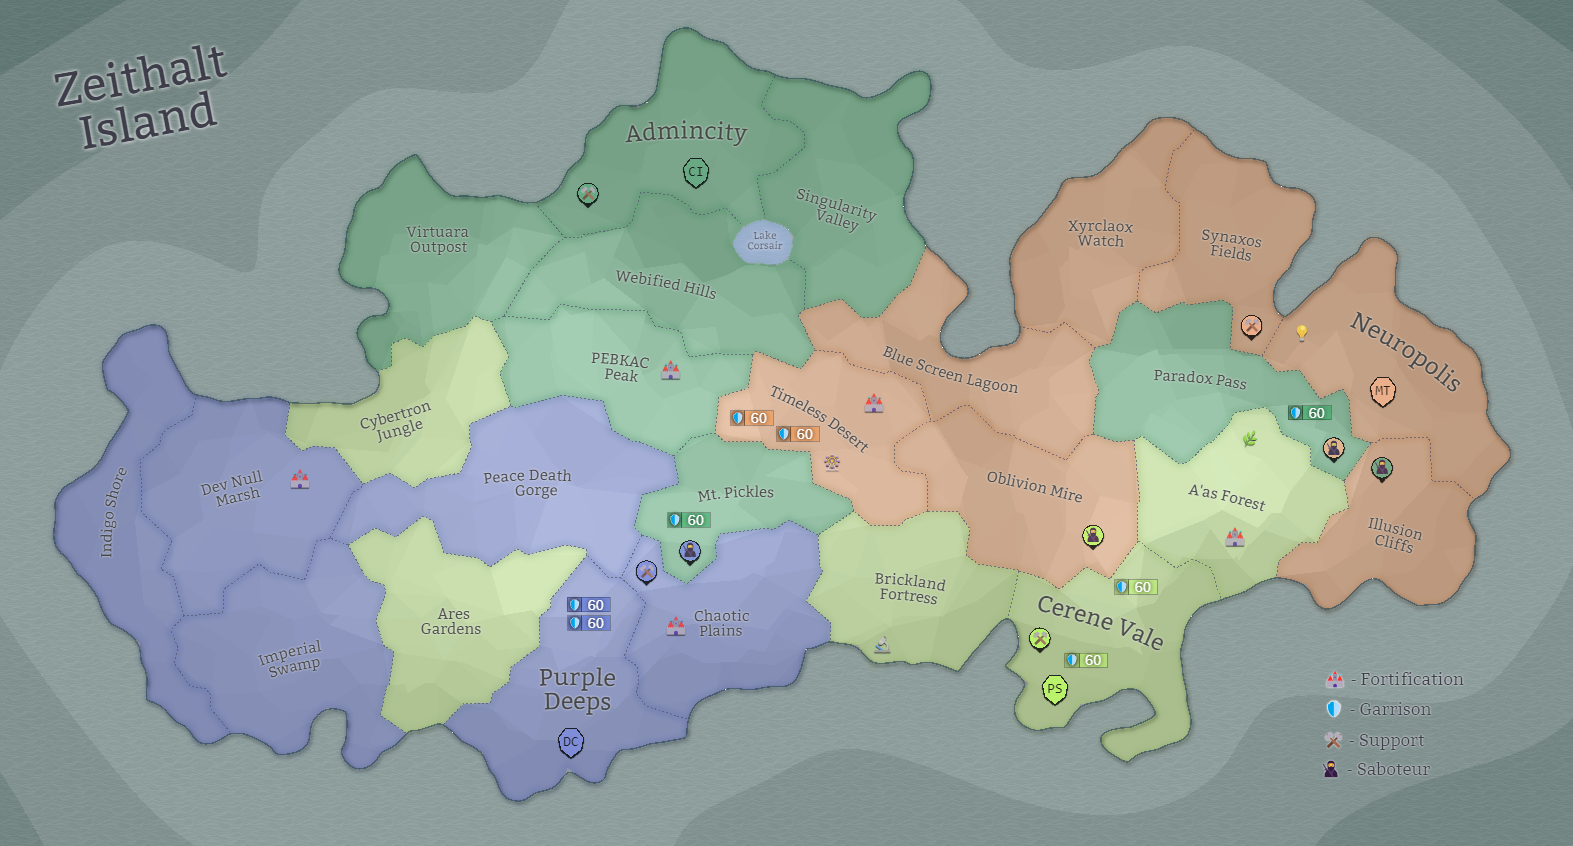 Zeithalt
Island
Admincity
CI
Singularity
Valley
Virtuara
Outpost
Lake
Corsair
Webified Hills
Xyrclaox
Watch
Synaxos
Fields
Neuropolis
MT
PEBKAC
Peak
Blue Screen Lagoon
Paradox Pass
60
Cybertron
Jungle
Timeless Desert
60
60
Dev Null
Marsh
Indigo Shore
Peace Death
Gorge
Mt. Pickles
60
Oblivion Mire
A'as Forest
Illusion
Cliffs
Imperial
Swamp
Ares
Gardens
60
60
Chaotic
Plains
Brickland
Fortress
60
Cerene Vale
60
PS
Purple
Deeps
DC
- Fortification
- Garrison
- Support
- Saboteur